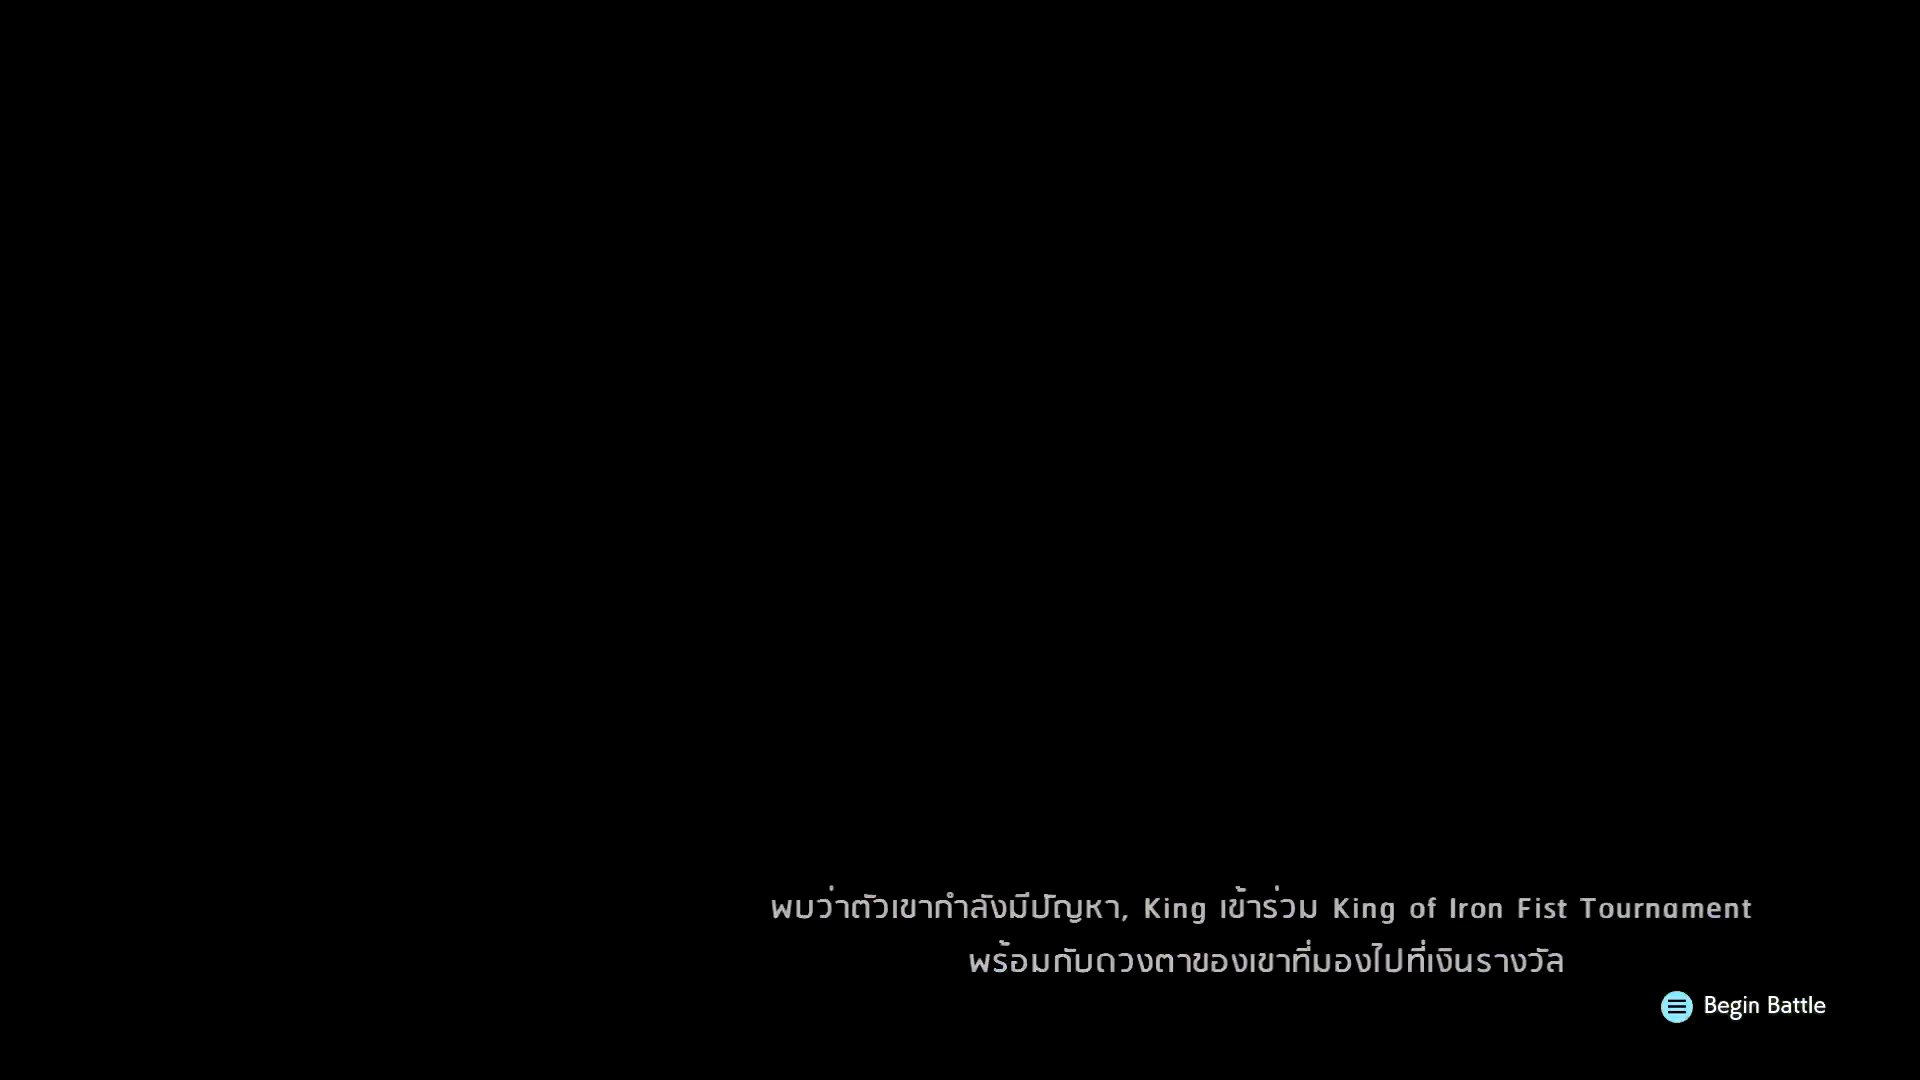 พบว่าตัวเขากำลังมีปัญหา, King เข้าร่วม King of Iron Fist Tournament
พร้อมกับดวงตาของเขาที่มองไปที่เงินรางวัล
Begin Battle